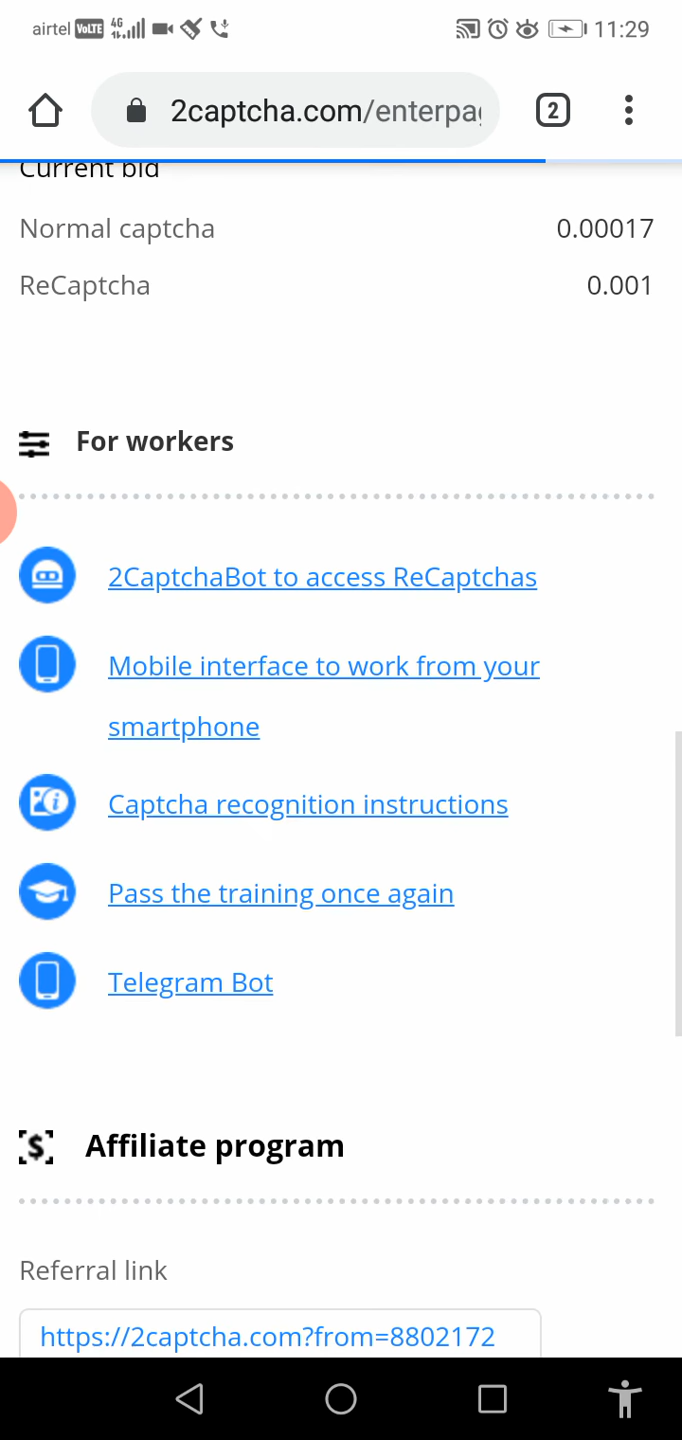 airtel VoLTE 4G 11:29
2captcha.com/enterpag 2
Current bid
Normal captcha 0.00017
ReCaptcha 0.001
For workers
2CaptchaBot to access ReCaptchas
Mobile interface to work from your
smartphone
Captcha recognition instructions
Pass the training once again
Telegram Bot
Affiliate program
Referral link
https://2captcha.com?from=8802172